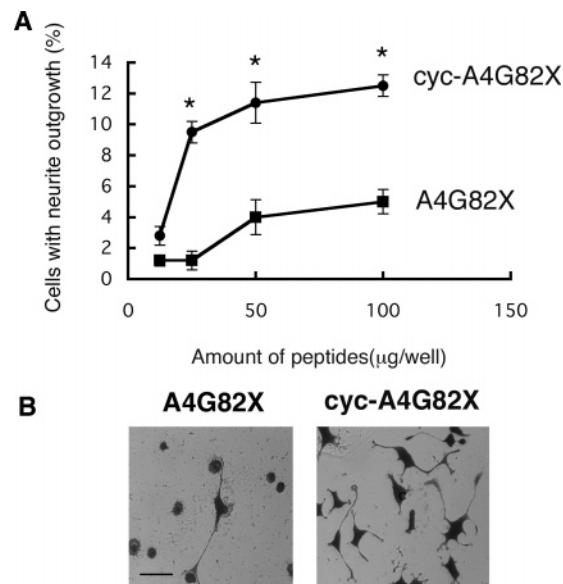 A
Cells with neurite outgrowth (%)
14
12
10
8
6
4
2
0
* * *
cyc-A4G82X
A4G82X
0 50 100 150
Amount of peptides(μg/well)
B
A4G82X cyc-A4G82X